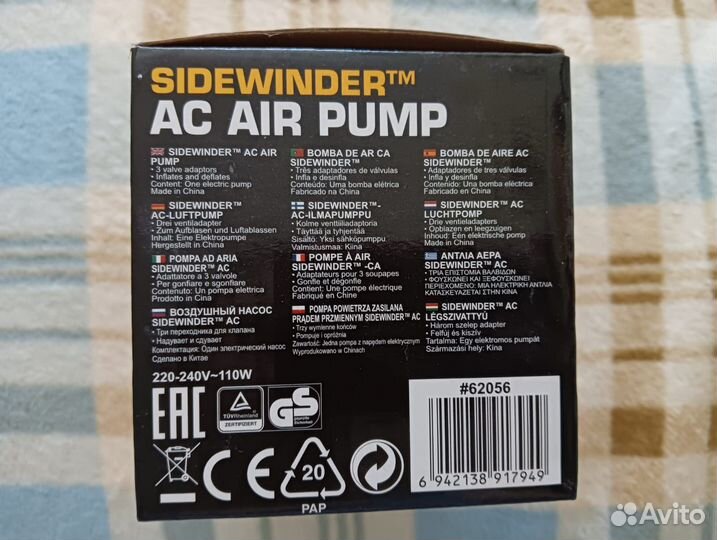 SIDEWINDER™
AC AIR PUMP
SIDEWINDER™ AC AIR
PUMP
• 3 valve adaptors
• Inflates and deflates
Content: One electric pump
Made in China
BOMBA DE AR CA
SIDEWINDER™
• Três adaptadores de válvulas
• Infla e desinfla
Conteúdo: Uma bomba elétrica
Fabricado na China
BOMBA DE AIRE AC
SIDEWINDER™
• Adaptadores de tres válvulas
• Infla y desinfla
Contenido: Una bomba eléctrica
Fabricado en China
SIDEWINDER™
AC-LUFTPUMP
• Drei ventiladapter
• Zum Aufblasen und Luftablassen
Inhalt: Eine Elektropumpe
Hergestellt in China
SIDEWINDER™-
AC-ILMAPUMPPU
• Kolme venttiiliadaptoria
• Täyttää ja tyhjentää
Sisältö: Yksi sähköpumppu
Valmistusmaa: Kiina
SIDEWINDER™ AC
LUCHTPOMP
• Drie ventieladapters
• Opblazen en leegzuigen
Inhoud: Eén elektrische pomp
Made in China
POMPA AD ARIA
SIDEWINDER™ AC
• Adattatore a 3 valvole
• Per gonfiare e sgonfiare
Contenuto: Un pompa elettrica
Prodotto in Cina
POMPE À AIR
SIDEWINDER™ -CA
• Adaptateurs pour 3 soupapes
• Gonfle et dégonfle
Contient: Une pompe électrique
Fabriqué en Chine
ΑΝΤΛΙΑ ΑΕΡΑ
SIDEWINDER™ AC
• ΤΡΙΑ ΕΠΙΣΤΟΜΙΑ ΒΑΛΒΙΔΩΝ
• ΦΟΥΣΚΩΝΕΙ ΚΑΙ ΞΕΦΟΥΣΚΩΝΕΙ
ΠΕΡΙΕΧΟΜΕΝΟ: ΜΙΑ ΗΛΕΚΤΡΙΚΗ ΑΝΤΛΙΑ
ΚΑΤΑΣΚΕΥΑΖΕΤΑΙ ΣΤΗΝ ΚΙΝΑ
ВОЗДУШНЫЙ НАСОС
SIDEWINDER™ AC
• Три переходника для клапана
• Надувает и сдувает
Комплектация: Один электрический насос
Сделано в Китае
POMPA POWIETRZA ZASILANA
PRĄDEM PRZMIENNYM SIDEWINDER™ AC
• Trzy wymienne końców
• Pompuje i opróżnia
Zawartość: Jedna pompa z napędem elektrycznym
Wyprodukowano w Chinach
SIDEWINDER™ AC
LÉGSZIVATTYÚ
• Három szelep adapter
• Felfúj és kiszív
Tartalma: Egy elektromos pompát
Származási hely: Kína
220-240V~110W
EAC
TÜVRheinland
ZERTIFIZIERT
GS
geprüfte
Sicherheit
CE
20
PAP
#62056
6 942138 917949
Avito